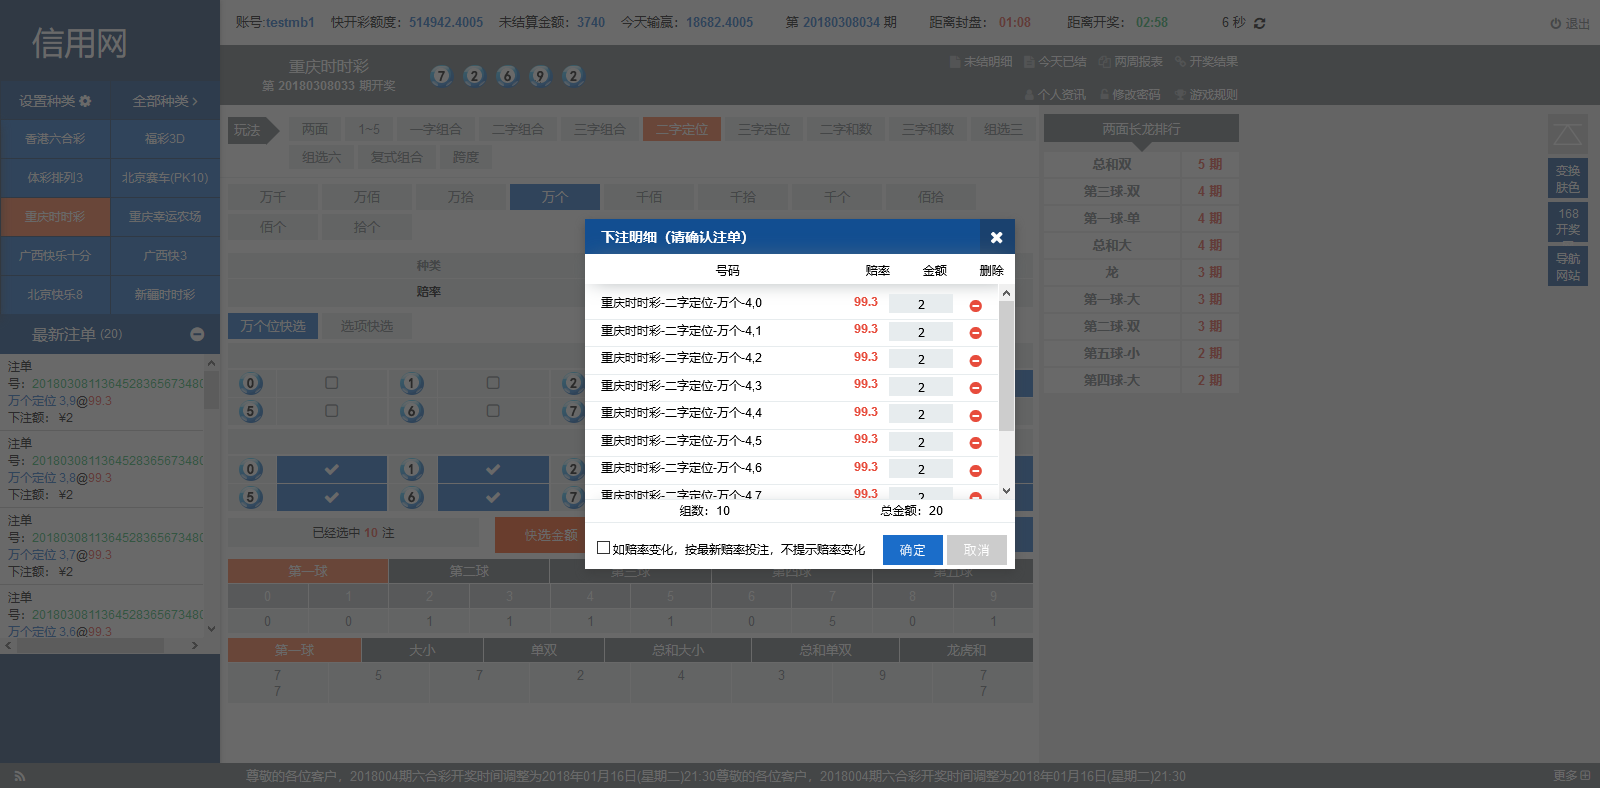 信用网
账号:testmb1 快开彩额度：514942.4005 未结算金额：3740 今天输赢：18682.4005 第 20180308034 期 距离封盘：01:08 距离开奖：02:58 6 秒 退出
重庆时时彩
第 20180308033 期开奖
7 2 6 9 2
未结明细 今天已结 两周报表 开奖结果
个人资讯 修改密码 游戏规则
设置种类 全部种类
香港六合彩 福彩3D
体彩排列3 北京赛车(PK10)
重庆时时彩 重庆幸运农场
广西快乐十分 广西快3
北京快乐8 新疆时时彩
最新注单 (20)
注单
号：2018030811364528365673480
万个定位 3,9@99.3
下注额： ¥2
注单
号：2018030811364528365673480
万个定位 3,8@99.3
下注额： ¥2
注单
号：2018030811364528365673480
万个定位 3,7@99.3
下注额： ¥2
注单
号：2018030811364528365673480
万个定位 3,6@99.3
玩法 两面 1~5 一字组合 二字组合 三字组合 二字定位 三字定位 二字和数 三字和数 组选三
组选六 复式组合 跨度
万千 万佰 万拾 万个 千佰 千拾 千个 佰拾
佰个 拾个
种类
赔率
万个位快选 选项快选
0 1 2
5 6 7
0 1 2
5 6 7
已经选中 10 注 快选金额
第一球 第二球 第三球 第四球 第五球
0 1 2 3 4 5 6 7 8 9
0 0 1 1 1 1 0 5 0 1
第一球 大小 单双 总和大小 总和单双 龙虎和
7 5 7 2 4 3 9 7
7 7
下注明细（请确认注单）
号码 赔率 金额 删除
重庆时时彩-二字定位-万个-4,0 99.3 2
重庆时时彩-二字定位-万个-4,1 99.3 2
重庆时时彩-二字定位-万个-4,2 99.3 2
重庆时时彩-二字定位-万个-4,3 99.3 2
重庆时时彩-二字定位-万个-4,4 99.3 2
重庆时时彩-二字定位-万个-4,5 99.3 2
重庆时时彩-二字定位-万个-4,6 99.3 2
重庆时时彩-二字定位-万个-4,7 99.3 2
组数：10 总金额：20
如赔率变化，按最新赔率投注，不提示赔率变化 确定 取消
两面长龙排行
总和双 5 期
第三球-双 4 期
第一球-单 4 期
总和大 4 期
龙 3 期
第一球-大 3 期
第二球-双 3 期
第五球-小 2 期
第四球-大 2 期
变换
肤色
168
开奖
导航
网站
尊敬的各位客户，2018004期六合彩开奖时间调整为2018年01月16日(星期二)21:30尊敬的各位客户，2018004期六合彩开奖时间调整为2018年01月16日(星期二)21:30 更多